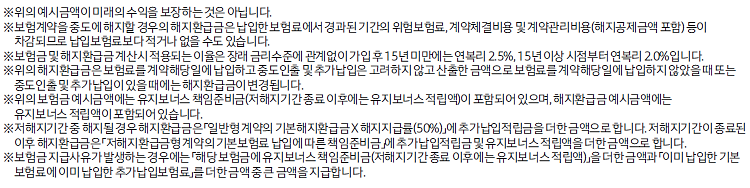 ※위의 예시금액이 미래의 수익을 보장하는 것은 아닙니다.
※보험계약을 중도에 해지할 경우의 해지환급금은 납입한 보험료에서 경과된 기간의 위험보험료, 계약체결비용 및 계약관리비용(해지공제금액 포함) 등이
차감되므로 납입보험료보다 적거나 없을 수도 있습니다.
※보험금 및 해지환급금 계산시 적용되는 이율은 장래 금리수준에 관계없이 가입 후 15년 미만에는 연복리 2.5%, 15년 이상 시점부터 연복리 2.0%입니다.
※위의 해지환급금은 보험료를 계약해당일에 납입하고 중도인출 및 추가납입은 고려하지 않고 산출한 금액으로 보험료를 계약해당일에 납입하지 않았을 때 또는
중도인출 및 추가납입이 있을 때에는 해지환급금이 변경됩니다.
※위의 보험금 예시금액에는 유지보너스 책임준비금(저해지기간 종료 이후에는 유지보너스 적립액)이 포함되어 있으며, 해지환급금 예시금액에는
유지보너스 적립액이 포함되어 있습니다.
※저해지기간 중 해지될 경우 해지환급금은 「일반형 계약의 기본해환급금 X 해지지급률(50%)」에 추가납입적립금을 더한 금액으로 합니다. 저해지기간이 종료된
이후 해지환급금은 「저해지환급금형 계약의 기본보험료 납입에 따른 책임준비금」에 추가납입적립금 및 유지보너스 적립액을 더한 금액으로 합니다.
※보험금 지급사유가 발생하는 경우에는 「해당 보험금에 유지보너스 책임준비금(저해지기간 종료 이후에는 유지보너스 적립액)」을 더한 금액과 「이미 납입한 기본
보험료에 이미 납입한 추가납입보험료」를 더한 금액 중 큰 금액을 지급합니다.